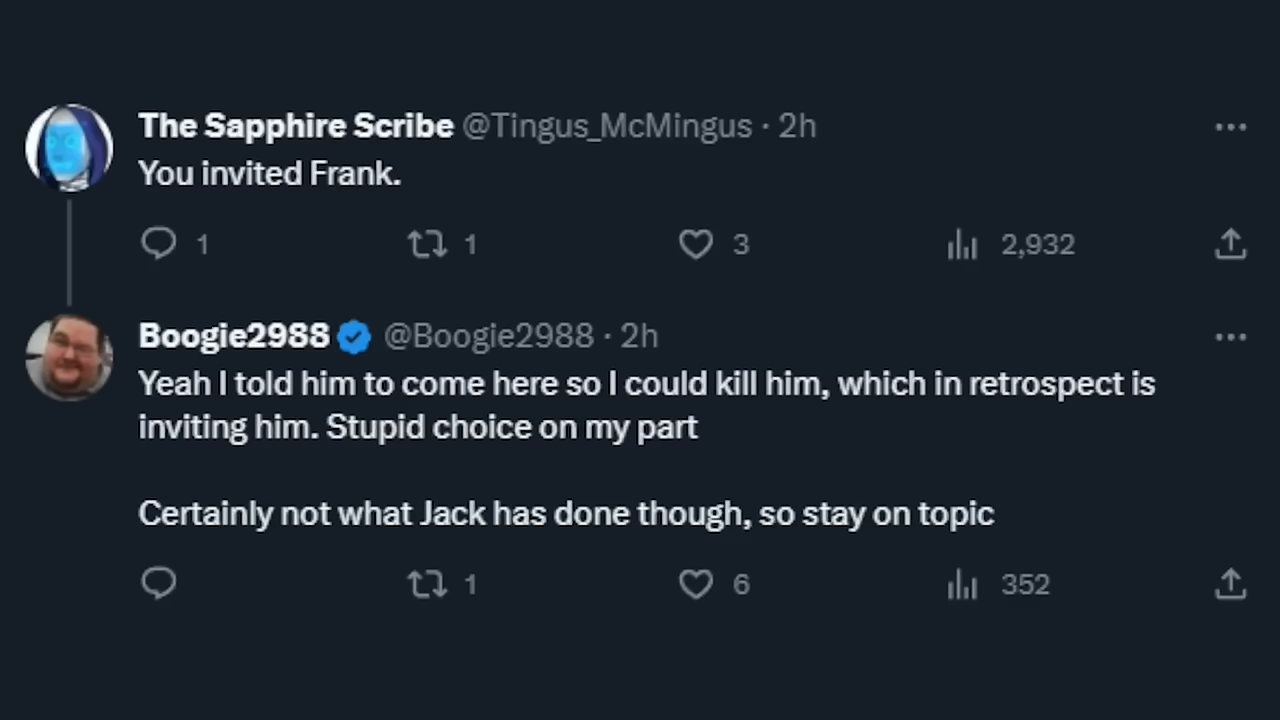 The Sapphire Scribe @Tingus_McMingus · 2h
You invited Frank.
1 1 3 2,932
Boogie2988 @Boogie2988 · 2h
Yeah I told him to come here so I could kill him, which in retrospect is
inviting him. Stupid choice on my part
Certainly not what Jack has done though, so stay on topic
1 6 352